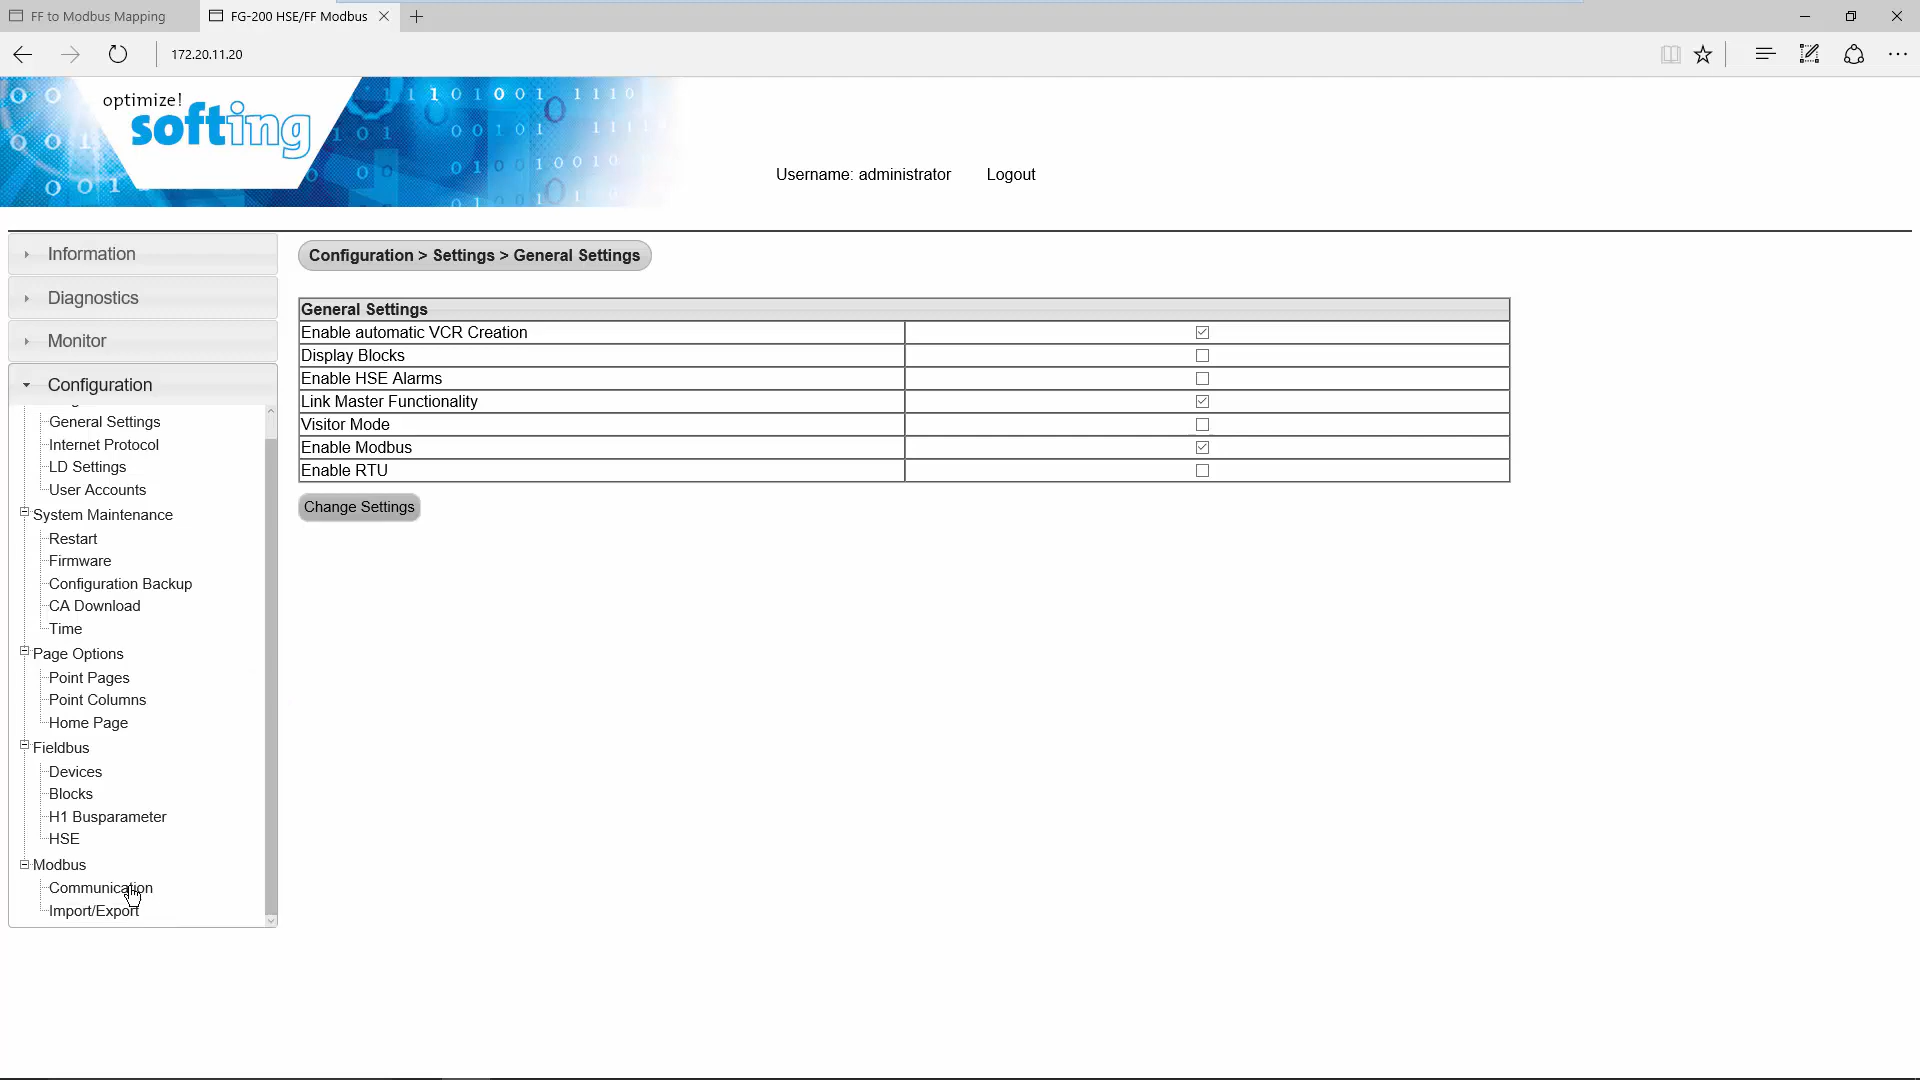 FF to Modbus Mapping
FG-200 HSE/FF Modbus
172.20.11.20
optimize!
softing
Username: administrator
Logout
Information
Diagnostics
Monitor
Configuration
General Settings
Internet Protocol
LD Settings
User Accounts
System Maintenance
Restart
Firmware
Configuration Backup
CA Download
Time
Page Options
Point Pages
Point Columns
Home Page
Fieldbus
Devices
Blocks
H1 Busparameter
HSE
Modbus
Communication
Import/Export
Configuration > Settings > General Settings
General Settings
Enable automatic VCR Creation
Display Blocks
Enable HSE Alarms
Link Master Functionality
Visitor Mode
Enable Modbus
Enable RTU
Change Settings